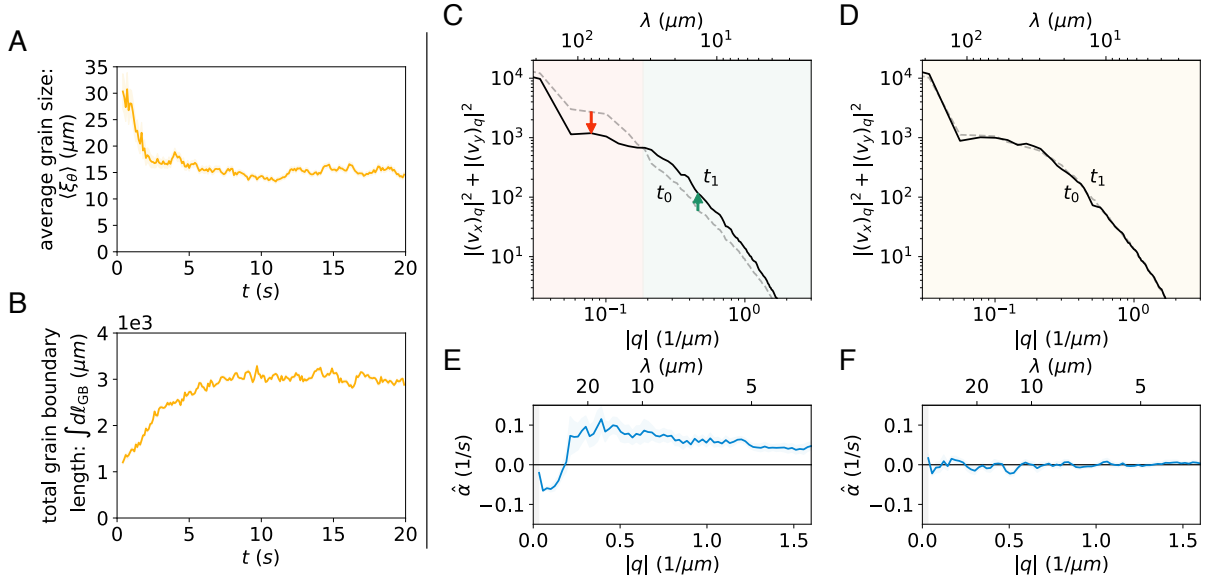 A
average grain size:
⟨ξθ⟩ (μm)
35
30
25
20
15
10
5
0
0 5 10 15 20
t (s)
B
1e3
total grain boundary
length: ∫dℓGB (μm)
4
3
2
1
0
0 5 10 15 20
t (s)
C
λ (μm)
10² 10¹
|(vx)q|² + |(vy)q|²
10⁴
10³
10²
10¹
t₁
t₀
10⁻¹ 10⁰
|q| (1/μm)
D
λ (μm)
10² 10¹
|(vx)q|² + |(vy)q|²
10⁴
10³
10²
10¹
t₁
t₀
10⁻¹ 10⁰
|q| (1/μm)
E
λ (μm)
20 10 5
α̂ (1/s)
0.1
0.0
−0.1
0.0 0.5 1.0 1.5
|q| (1/μm)
F
λ (μm)
20 10 5
α̂ (1/s)
0.1
0.0
−0.1
0.0 0.5 1.0 1.5
|q| (1/μm)